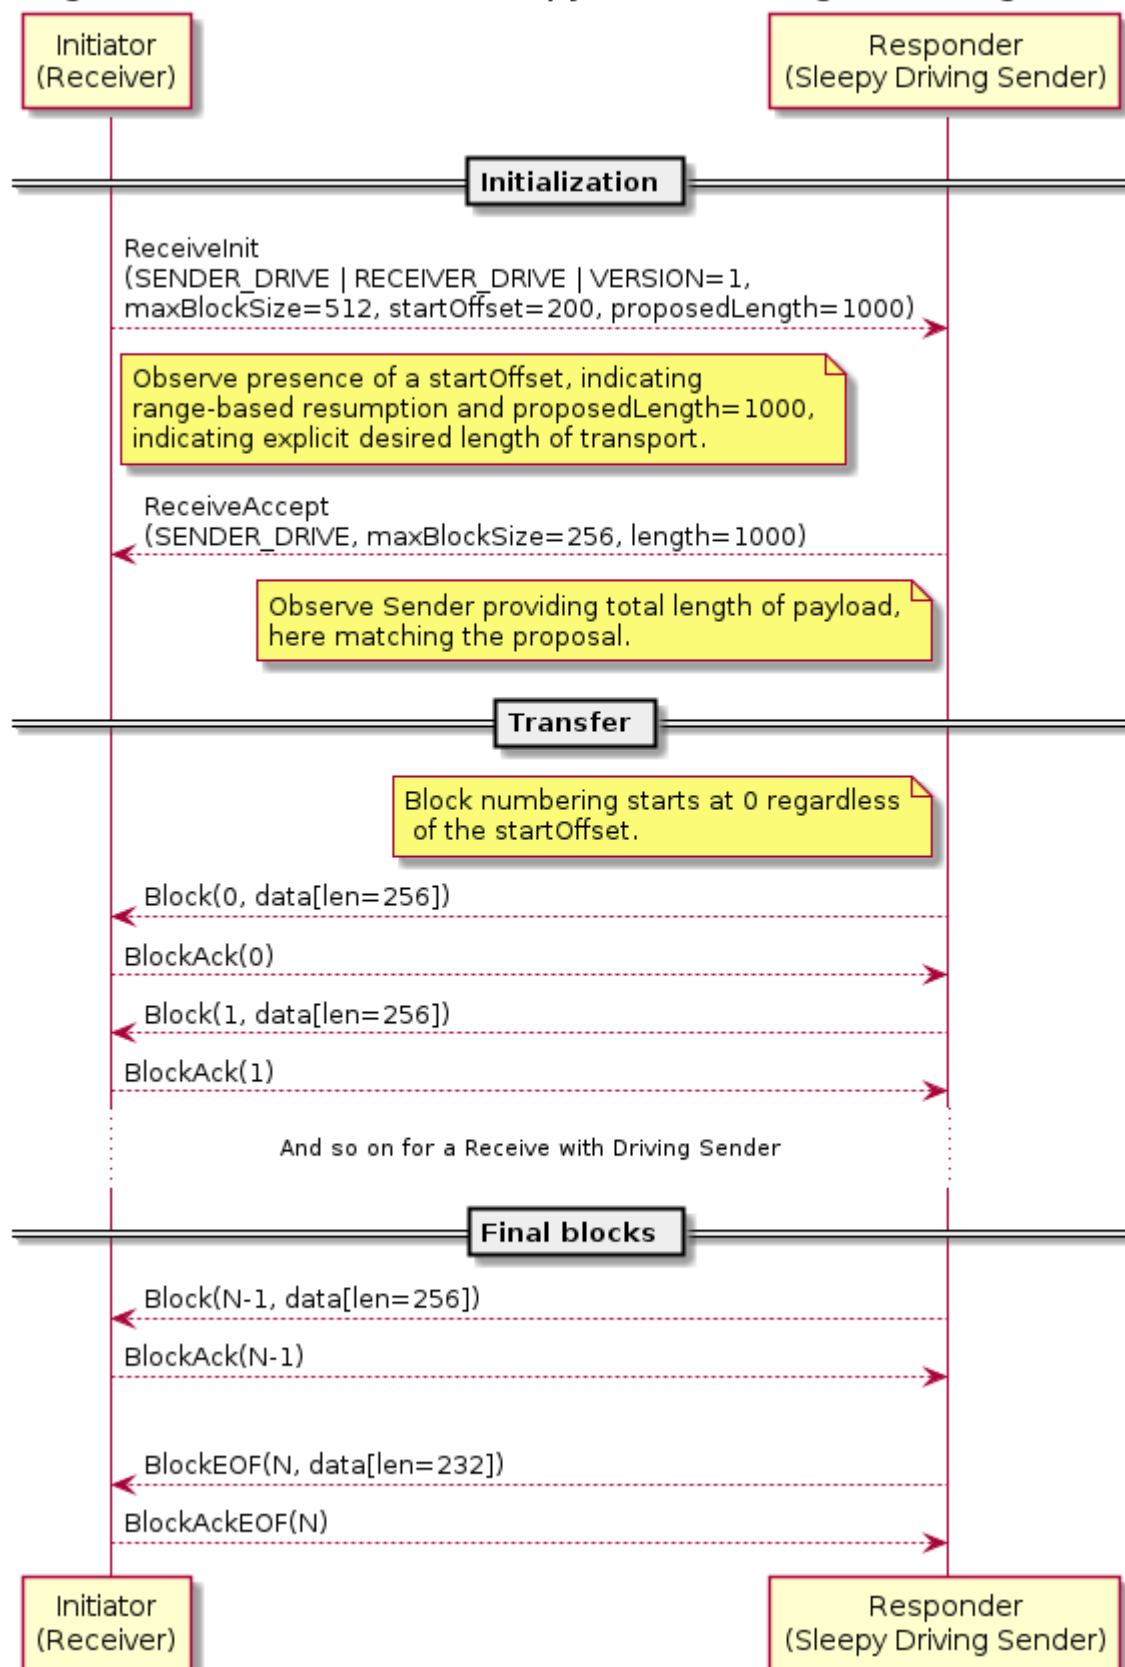 Initiator
(Receiver)
Responder
(Sleepy Driving Sender)
Initialization
ReceiveInit
(SENDER_DRIVE | RECEIVER_DRIVE | VERSION=1,
maxBlockSize=512, startOffset=200, proposedLength=1000)
Observe presence of a startOffset, indicating
range-based resumption and proposedLength=1000,
indicating explicit desired length of transport.
ReceiveAccept
(SENDER_DRIVE, maxBlockSize=256, length=1000)
Observe Sender providing total length of payload,
here matching the proposal.
Transfer
Block numbering starts at 0 regardless
of the startOffset.
Block(0, data[len=256])
BlockAck(0)
Block(1, data[len=256])
BlockAck(1)
And so on for a Receive with Driving Sender
Final blocks
Block(N-1, data[len=256])
BlockAck(N-1)
BlockEOF(N, data[len=232])
BlockAckEOF(N)
Initiator
(Receiver)
Responder
(Sleepy Driving Sender)